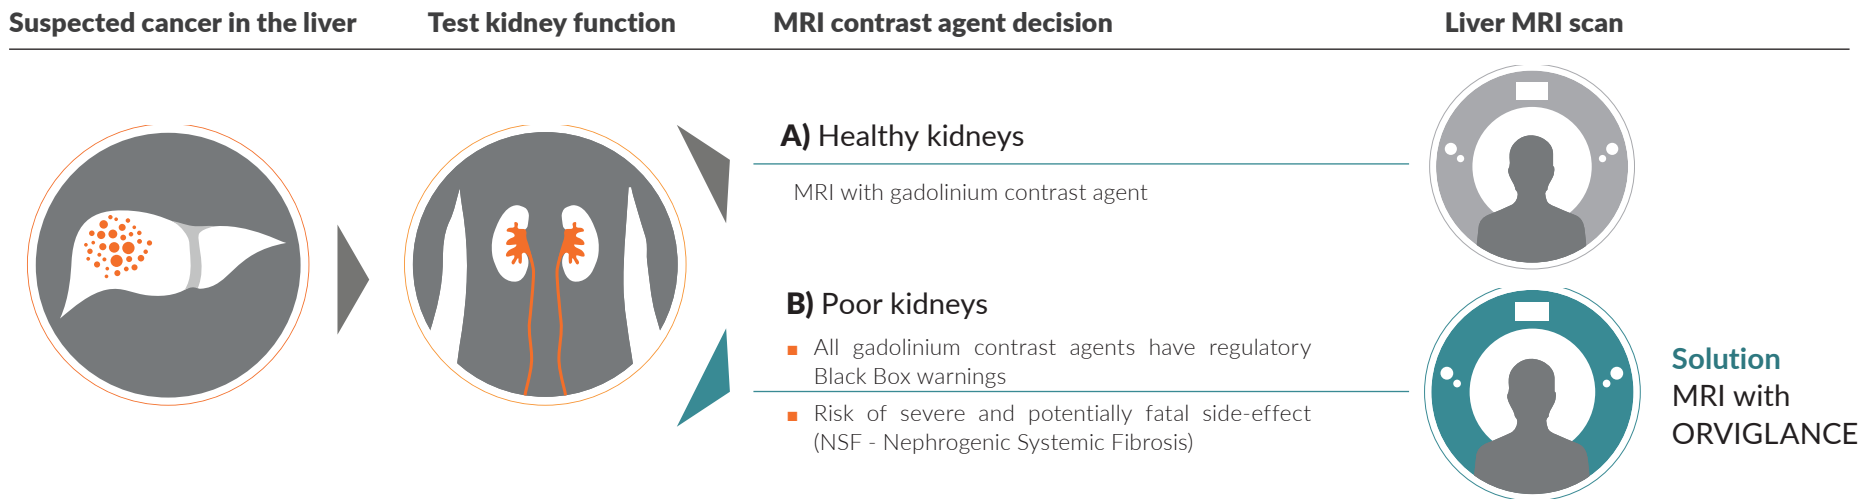 Suspected cancer in the liver
Test kidney function
MRI contrast agent decision
Liver MRI scan
A) Healthy kidneys
MRI with gadolinium contrast agent
B) Poor kidneys
■ All gadolinium contrast agents have regulatory
Black Box warnings
■ Risk of severe and potentially fatal side-effect
(NSF - Nephrogenic Systemic Fibrosis)
Solution
MRI with
ORVIGLANCE